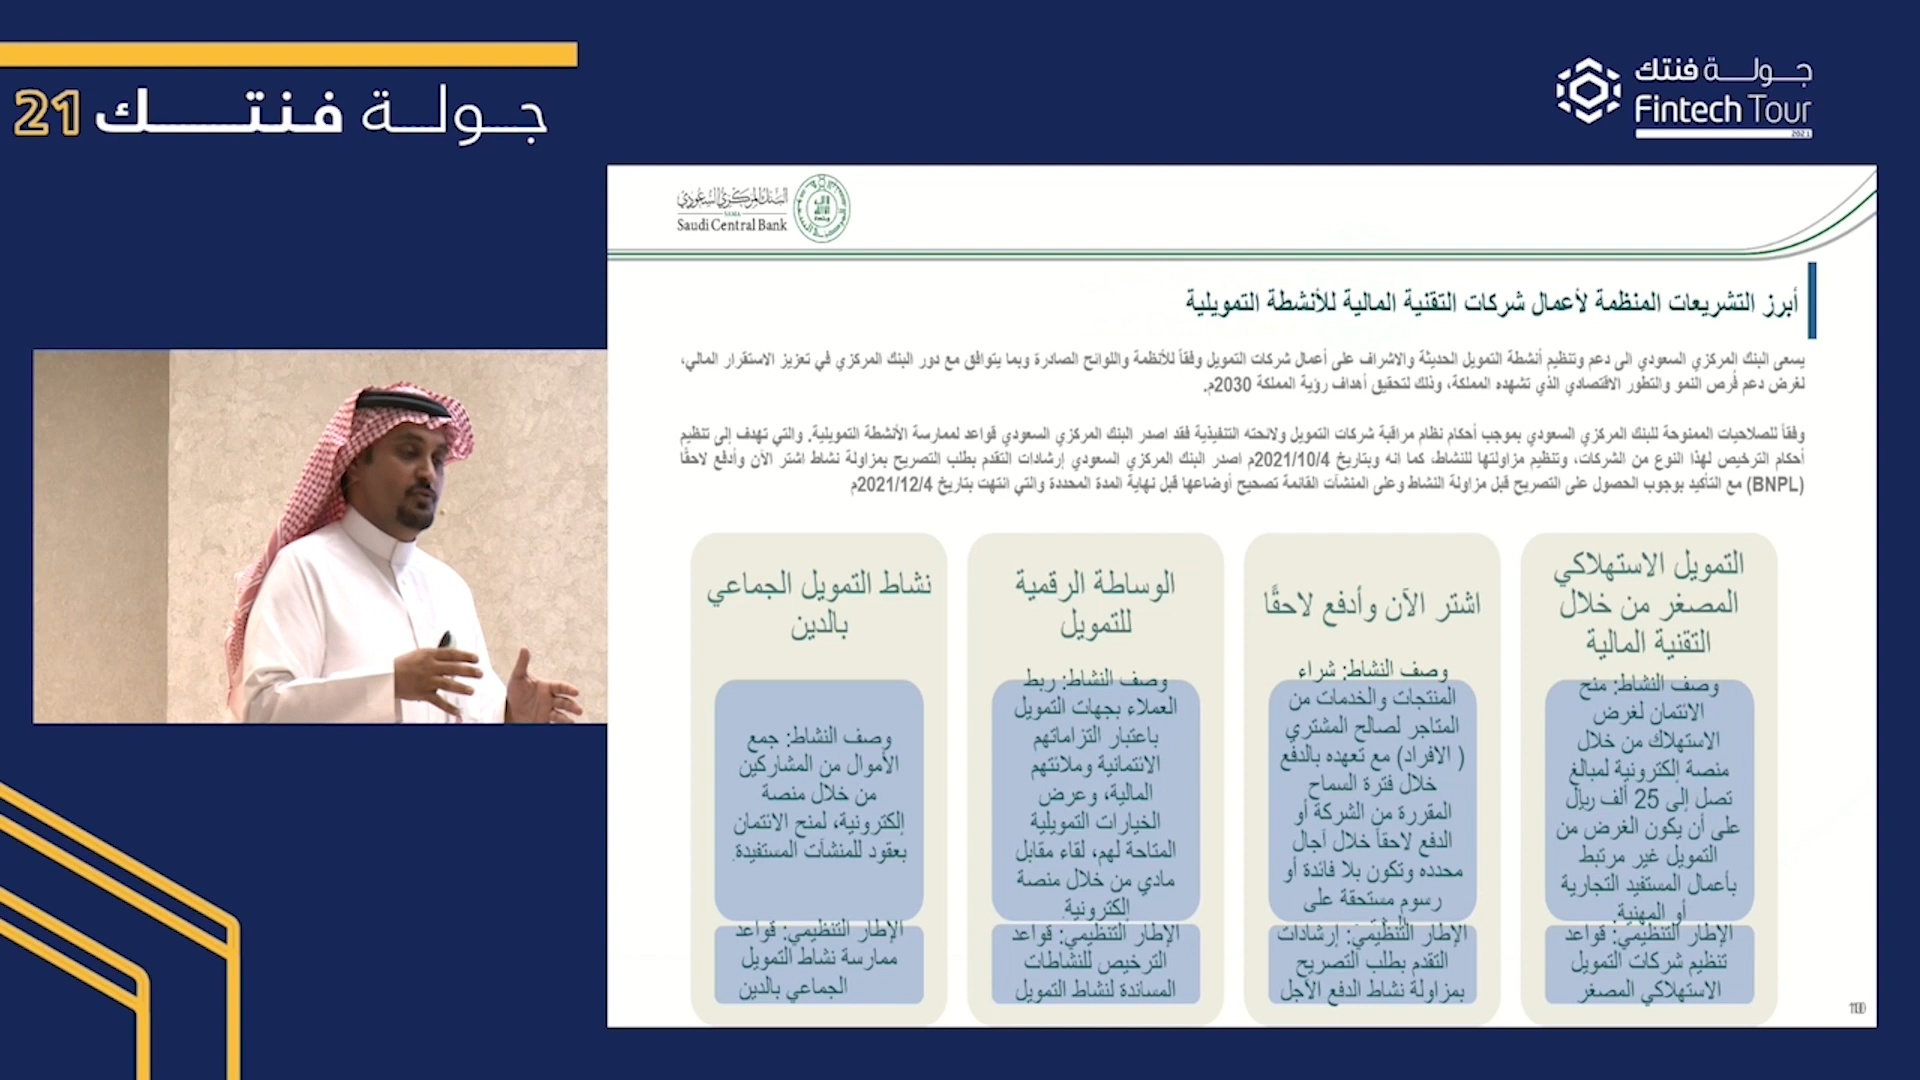 جولة فنتك 21
جولة فنتك
Fintech Tour
2021
البنك المركزي السعودي
SAMA
Saudi Central Bank
أبرز التشريعات المنظمة لأعمال شركات التقنية المالية للأنشطة التمويلية
يسعى البنك المركزي السعودي الى دعم وتنظيم أنشطة التمويل الحديثة والاشراف على أعمال شركات التمويل وفقاً للأنظمة واللوائح الصادرة وبما يتوافق مع دور البنك المركزي في تعزيز الاستقرار المالي،
لغرض دعم فُرص النمو والتطور الاقتصادي الذي تشهده المملكة، وذلك لتحقيق أهداف رؤية المملكة 2030م.
وفقاً للصلاحيات الممنوحة للبنك المركزي السعودي بموجب أحكام نظام مراقبة شركات التمويل ولائحته التنفيذية فقد اصدر البنك المركزي السعودي قواعد لممارسة الأنشطة التمويلية. والتي تهدف إلى تنظيم
أحكام الترخيص لهذا النوع من الشركات، وتنظيم مزاولتها للنشاط، كما انه وبتاريخ 2021/10/4م اصدر البنك المركزي السعودي إرشادات التقدم بطلب التصريح بمزاولة نشاط اشتر الآن وأدفع لاحقًا
(BNPL) مع التأكيد بوجوب الحصول على التصريح قبل مزاولة النشاط وعلى المنشآت القائمة تصحيح أوضاعها قبل نهاية المدة المحددة والتي انتهت بتاريخ 2021/12/4م
التمويل الاستهلاكي
المصغر من خلال
التقنية المالية
وصف النشاط: منح
الائتمان لغرض
الاستهلاك من خلال
منصة إلكترونية لمبالغ
تصل إلى 25 ألف ريال
على أن يكون الغرض من
التمويل غير مرتبط
بأعمال المستفيد التجارية
أو المهنية.
الإطار التنظيمي: قواعد
تنظيم شركات التمويل
الاستهلاكي المصغر
اشتر الآن وأدفع لاحقًا
وصف النشاط: شراء
المنتجات والخدمات من
المتاجر لصالح المشتري
( الافراد) مع تعهده بالدفع
خلال فترة السماح
المقررة من الشركة أو
الدفع لاحقاً خلال آجال
محدده وتكون بلا فائدة أو
رسوم مستحقة على
الإطار التنظيمي: إرشادات
التقدم بطلب التصريح
بمزاولة نشاط الدفع الآجل
الوساطة الرقمية
للتمويل
وصف النشاط: ربط
العملاء بجهات التمويل
باعتبار التزاماتهم
الائتمانية وملائتهم
المالية، وعرض
الخيارات التمويلية
المتاحة لهم، لقاء مقابل
مادي من خلال منصة
إلكترونية.
الإطار التنظيمي: قواعد
الترخيص للنشاطات
المساندة لنشاط التمويل
نشاط التمويل الجماعي
بالدين
وصف النشاط: جمع
الأموال من المشاركين
من خلال منصة
إلكترونية، لمنح الائتمان
بعقود للمنشآت المستفيدة.
الإطار التنظيمي: قواعد
ممارسة نشاط التمويل
الجماعي بالدين